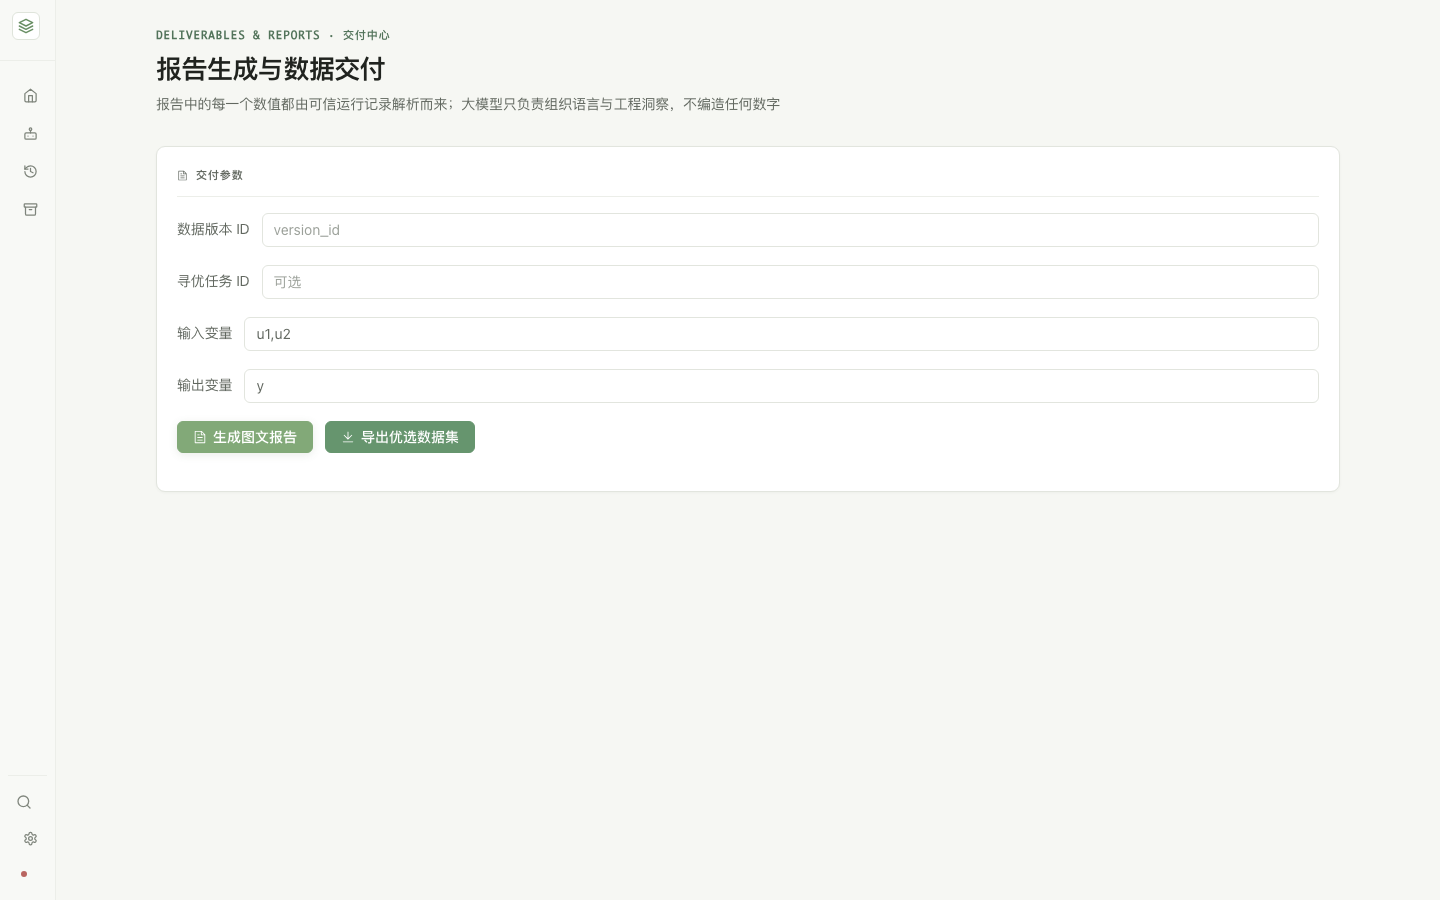 DELIVERABLES & REPORTS · 交付中心
报告生成与数据交付
报告中的每一个数值都由可信运行记录解析而来；大模型只负责组织语言与工程洞察，不编造任何数字
交付参数
数据版本 ID version_id
寻优任务 ID 可选
输入变量 u1,u2
输出变量 y
生成图文报告 导出优选数据集